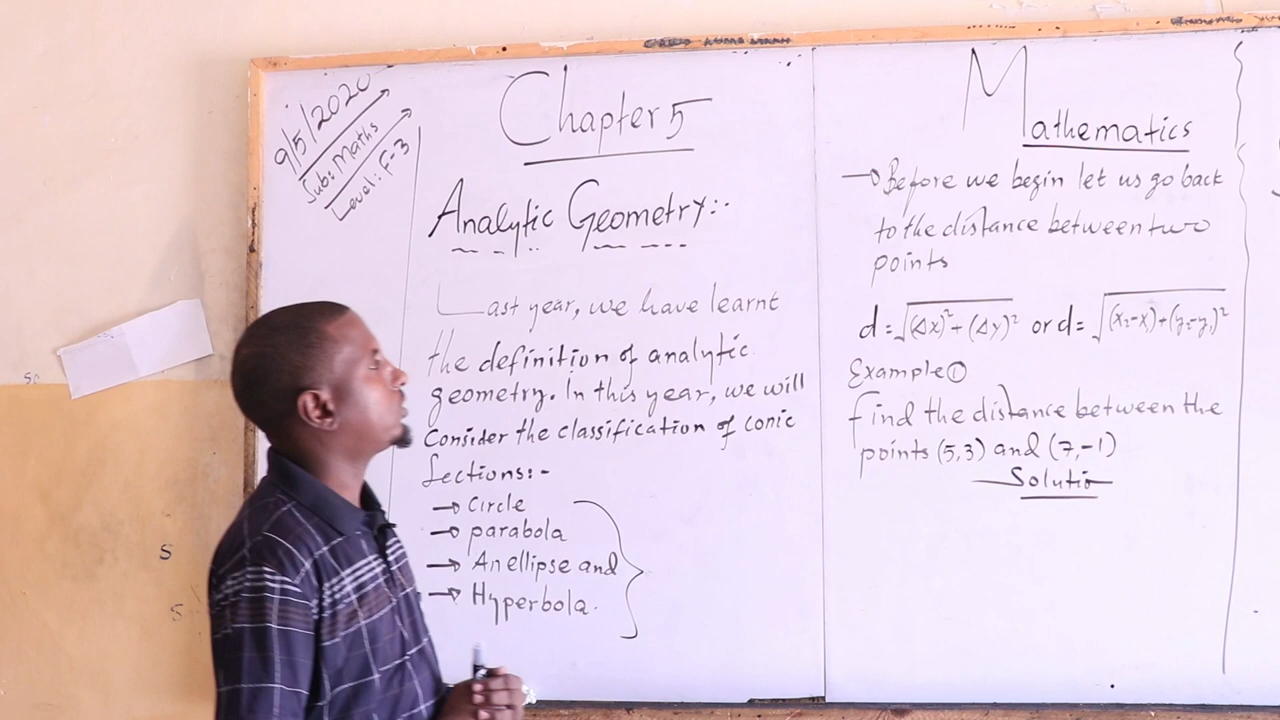 9/5/2020
Sub: Maths
Level: F-3
Chapter 5
Analytic Geometry:-
Last year, we have learnt
the definition of analytic
geometry. In this year, we will
Consider the classification of conic
Sections:-
→ Circle
→ parabola
→ An ellipse and
→ Hyperbola.
Mathematics
→ Before we begin let us go back
to the distance between two
points
d = √(Δx)²+(Δy)² or d = √(x₂-x)+(y₂-y₁)²
Example ①
find the distance between the
points (5,3) and (7,-1)
Solutio